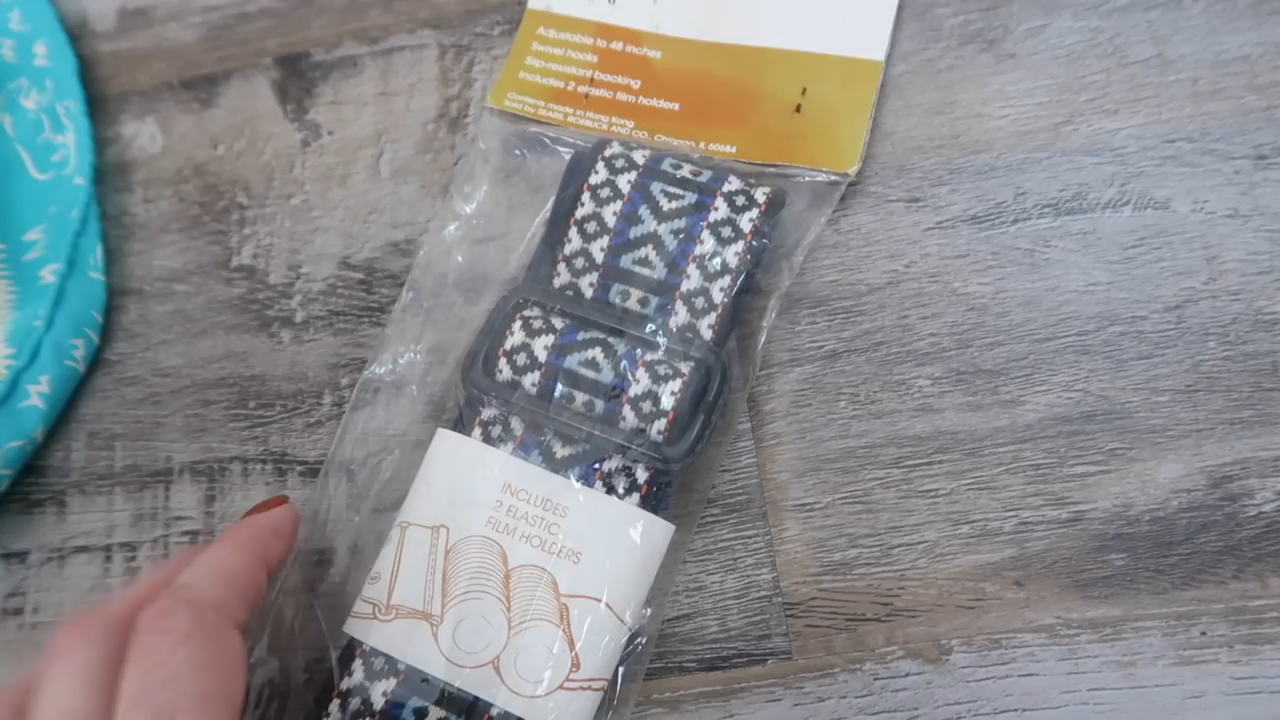 Adjustable to 48 inches
Swivel hooks
Slip-resistant backing
Includes 2 elastic film holders
Contents made in Hong Kong
Sold by SEARS, ROEBUCK AND CO., Chicago, IL 60684
INCLUDES
2 ELASTIC
FILM HOLDERS